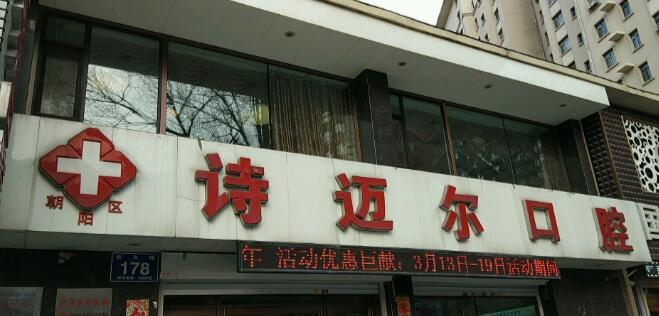 诗迈尔口腔
朝阳区
年 活动优惠巨献：3月13日-19日活动期间
178